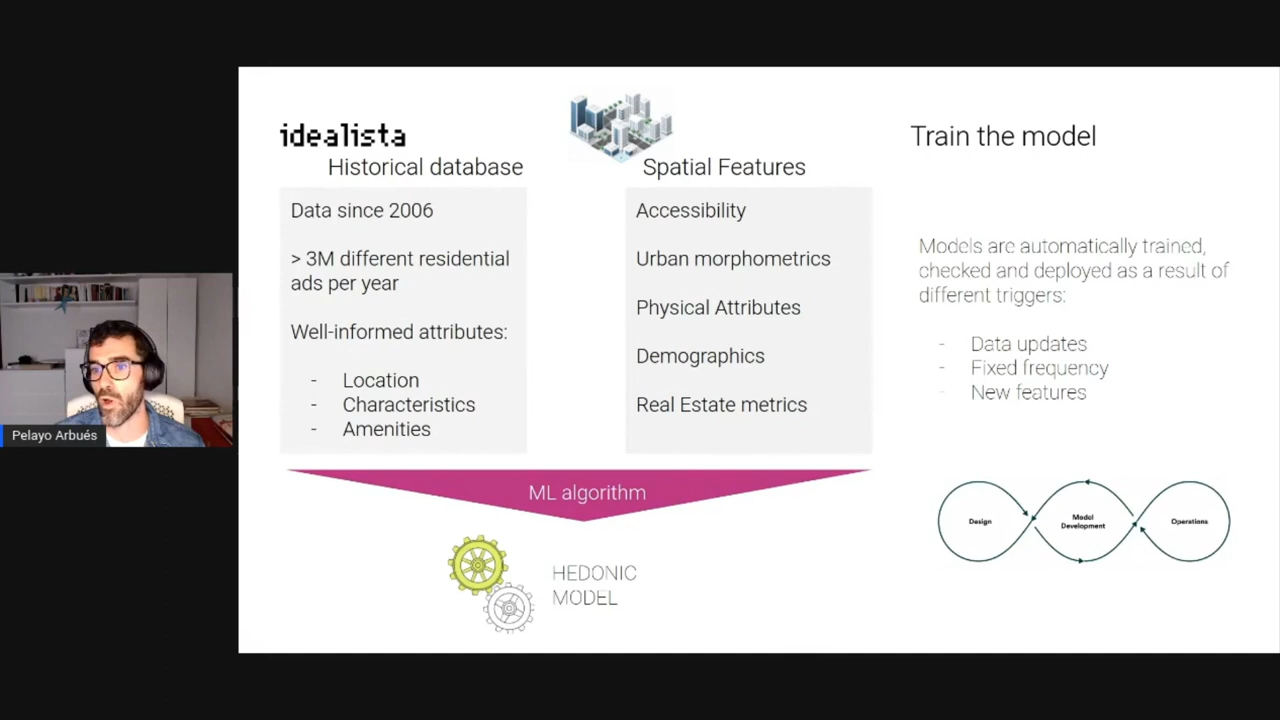 idealista
Historical database
Data since 2006
> 3M different residential
ads per year
Well-informed attributes:
- Location
- Characteristics
- Amenities
Spatial Features
Accessibility
Urban morphometrics
Physical Attributes
Demographics
Real Estate metrics
ML algorithm
HEDONIC
MODEL
Train the model
Models are automatically trained,
checked and deployed as a result of
different triggers:
- Data updates
- Fixed frequency
- New features
Design
Model
Development
Operations
Pelayo Arbués